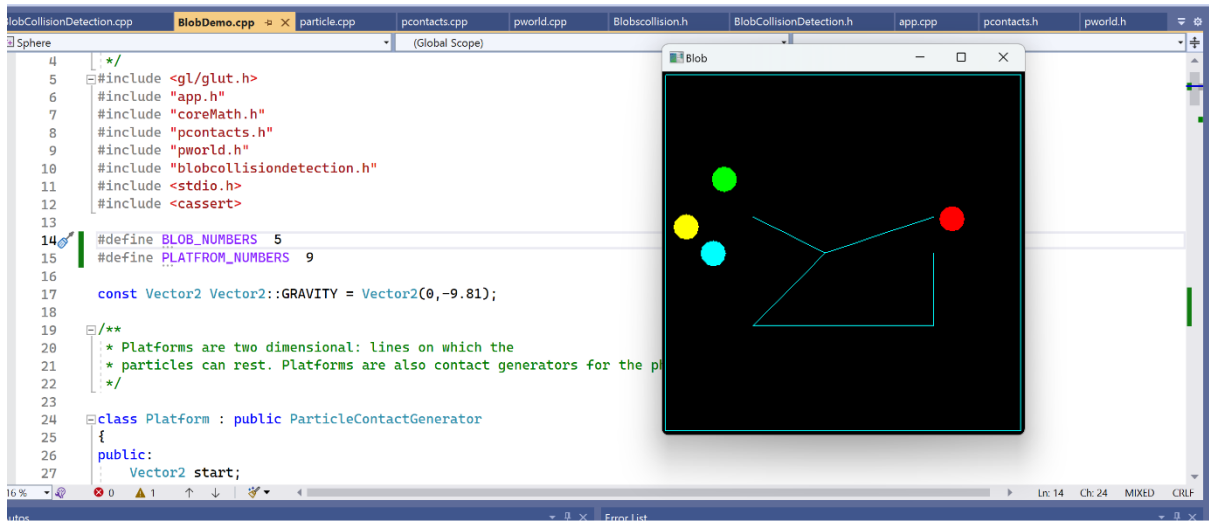 BlobCollisionDetection.cpp BlobDemo.cpp particle.cpp pcontacts.cpp pworld.cpp Blobscollision.h BlobCollisionDetection.h app.cpp pcontacts.h pworld.h
Sphere (Global Scope)
Blob
4 */
5 #include <gl/glut.h>
6 #include "app.h"
7 #include "coreMath.h"
8 #include "pcontacts.h"
9 #include "pworld.h"
10 #include "blobcollisiondetection.h"
11 #include <stdio.h>
12 #include <cassert>
13
14 #define BLOB_NUMBERS 5
15 #define PLATFROM_NUMBERS 9
16
17 const Vector2 Vector2::GRAVITY = Vector2(0,-9.81);
18
19 /**
20 * Platforms are two dimensional: lines on which the
21 * particles can rest. Platforms are also contact generators for the ph
22 */
23
24 class Platform : public ParticleContactGenerator
25 {
26 public:
27 Vector2 start;
16 % 0 1 Ln: 14 Ch: 24 MIXED CRLF
Autos Error List